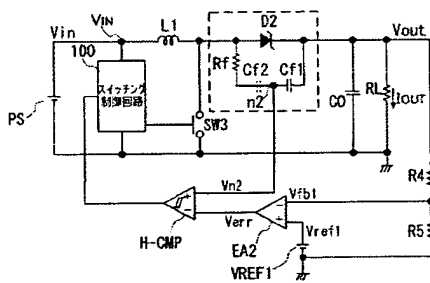 Vin
VIN
100
L1
D2
Vout
Rf
Cf2
Cf1
n2
スイッチング
制御回路
PS
SW3
CO
RL
IOUT
R4
Vn2
Vfb1
Verr
Vref1
R5
H-CMP
EA2
VREF1